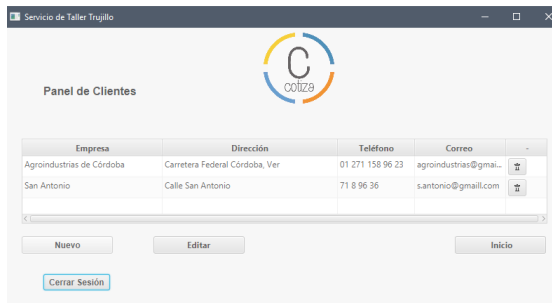 Servicio de Taller Trujillo
C
cotiza
Panel de Clientes
Empresa Dirección Teléfono Correo -
Agroindustrias de Córdoba Carretera Federal Córdoba, Ver 01 271 158 96 23 agroindustrias@gmai...
San Antonio Calle San Antonio 71 8 96 36 s.antonio@gmaill.com
Nuevo Editar Inicio
Cerrar Sesión